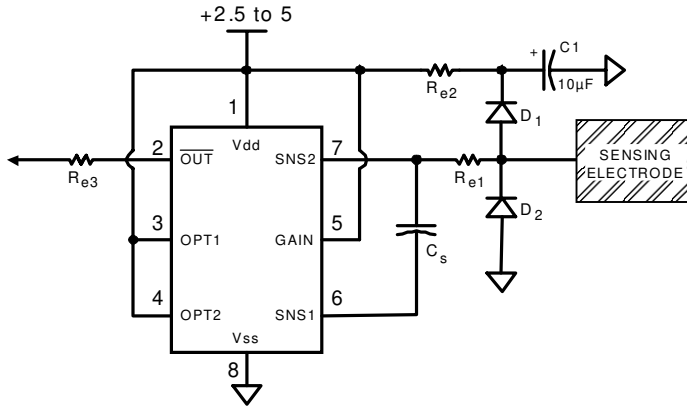 +2.5 to 5
C1
+
Re2
10µF
1
D1
Vdd
2
OUT
SNS2
7
Re3
Re1
SENSING
ELECTRODE
D2
3
OPT1
GAIN
5
Cs
4
OPT2
SNS1
6
Vss
8